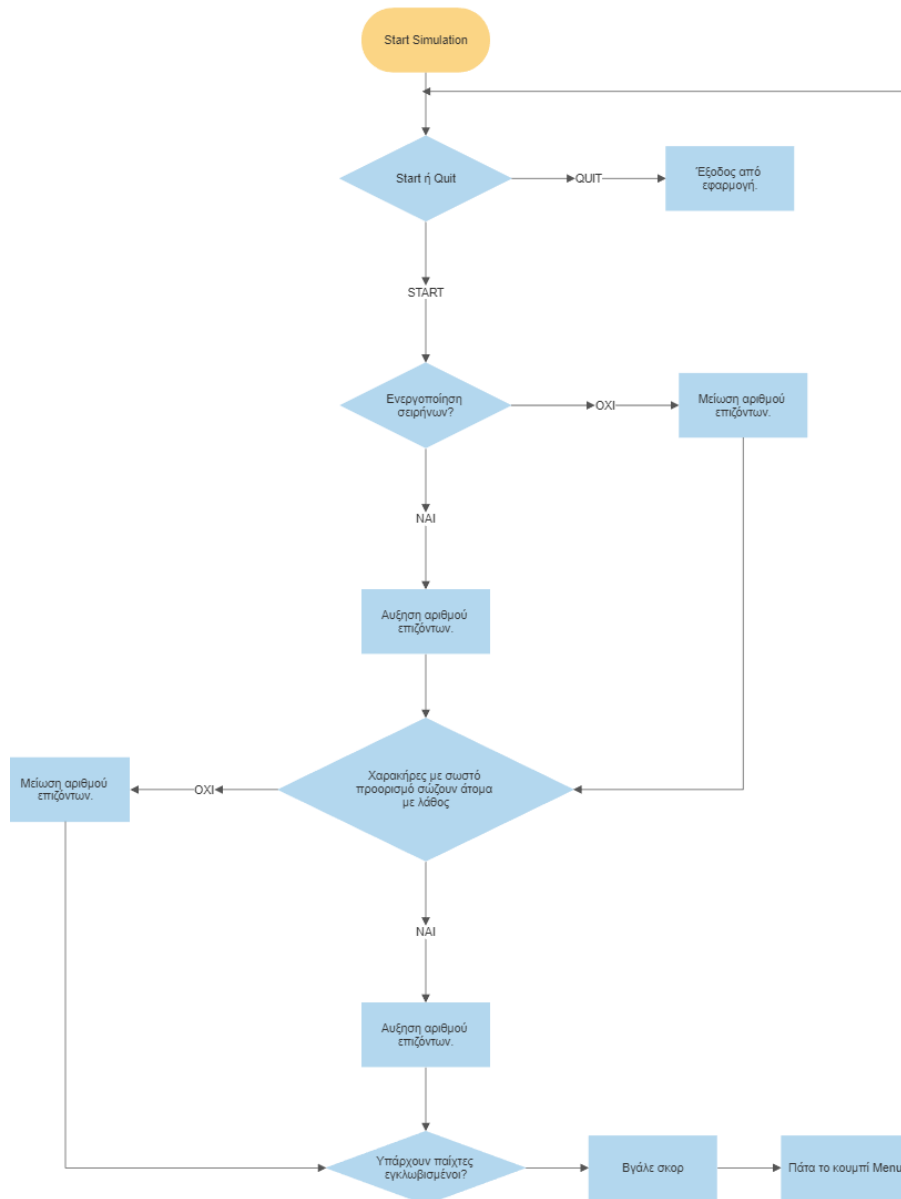 Start Simulation
Start ή Quit
QUIT
Έξοδος από
εφαρμογή.
START
Ενεργοποίηση
σειρήνων?
ΟΧΙ
Μείωση αριθμού
επιζόντων.
ΝΑΙ
Αυξηση αριθμού
επιζόντων.
Χαρακήρες με σωστό
προορισμό σώζουν άτομα
με λάθος
ΟΧΙ
Μείωση αριθμού
επιζόντων.
ΝΑΙ
Αυξηση αριθμού
επιζόντων.
Υπάρχουν παίχτες
εγκλωβισμένοι?
Βγάλε σκορ
Πάτα το κουμπί Menu